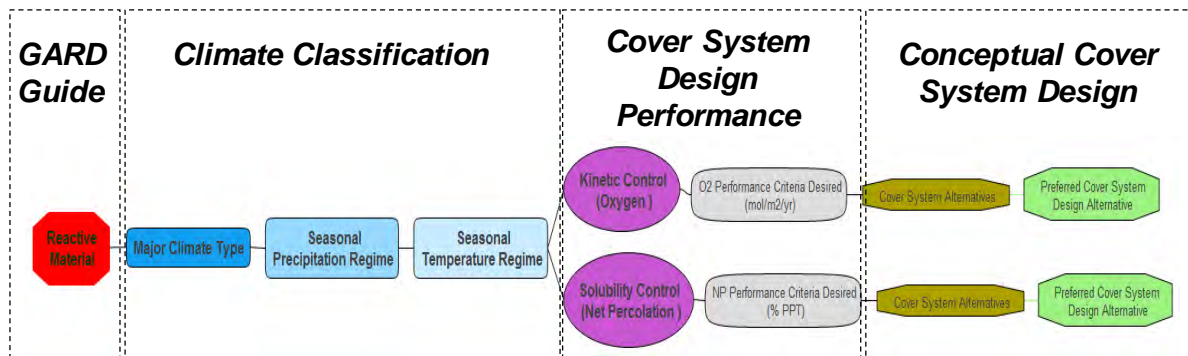 GARD
Guide
Climate Classification
Cover System
Design
Performance
Conceptual Cover
System Design
Reactive
Material
Major Climate Type
Seasonal
Precipitation Regime
Seasonal
Temperature Regime
Kinetic Control
(Oxygen )
O2 Performance Criteria Desired
(mol/m2/yr)
Cover System Alternatives
Preferred Cover System
Design Alternative
Solubility Control
(Net Percolation )
NP Performance Criteria Desired
(% PPT)
Cover System Alternatives
Preferred Cover System
Design Alternative